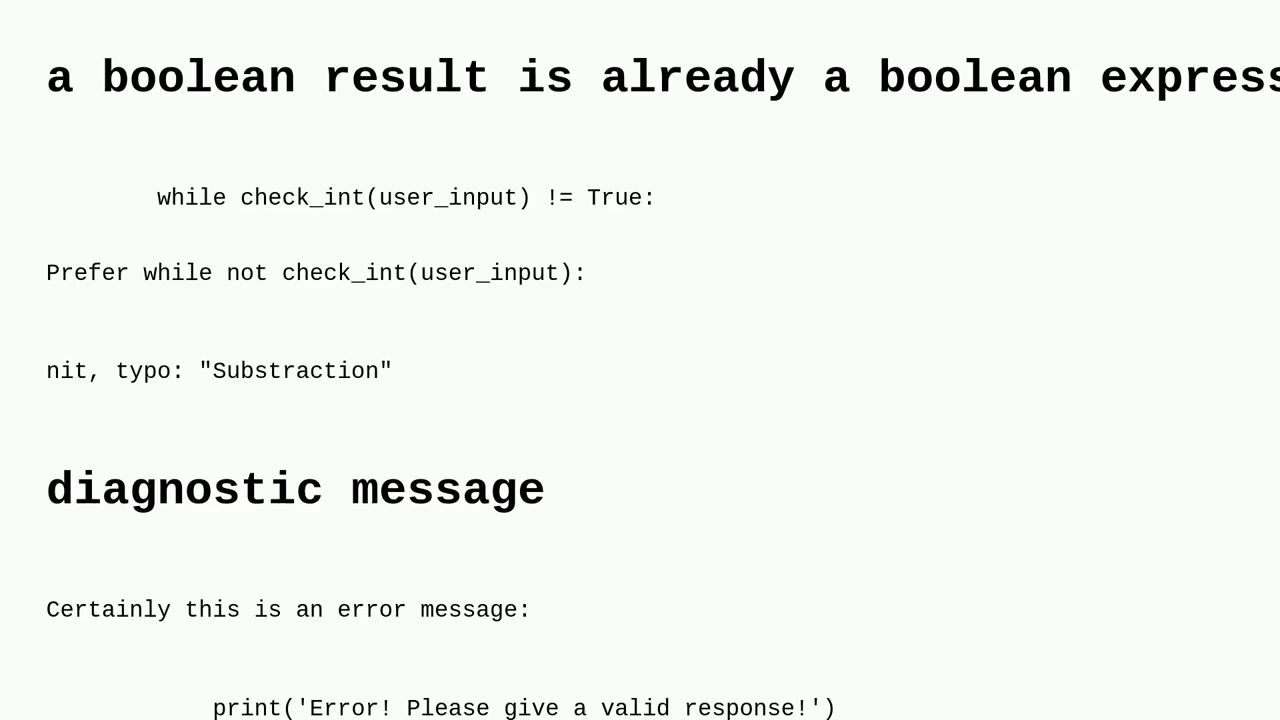 a boolean result is already a boolean express
while check_int(user_input) != True:
Prefer while not check_int(user_input):
nit, typo: "Substraction"
diagnostic message
Certainly this is an error message:
print('Error! Please give a valid response!')